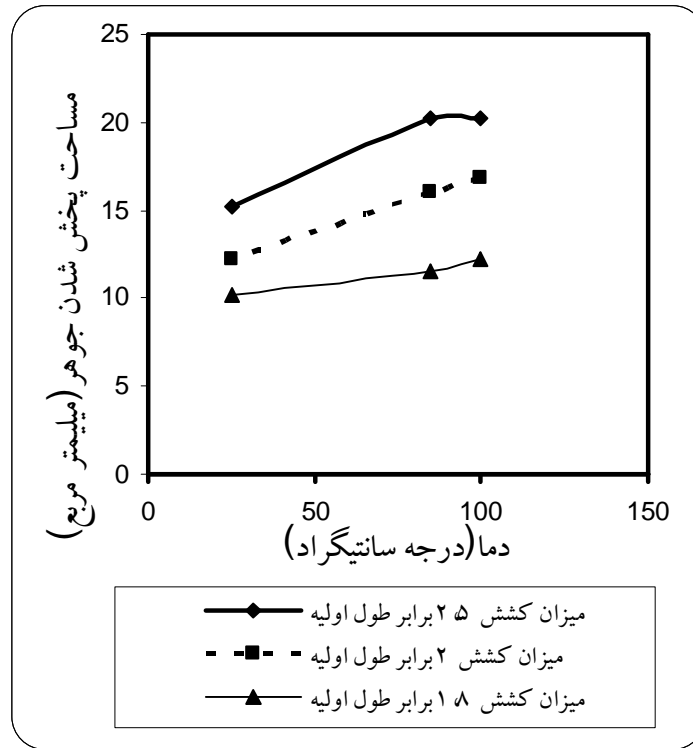 25
20
15
10
5
0
0
50
100
150
مساحت پخش شدن جوهر (میلیمتر مربع)
دما(درجه سانتیگراد)
میزان کشش ۲.۵ برابر طول اولیه
میزان کشش ۲ برابر طول اولیه
میزان کشش ۱.۸ برابر طول اولیه